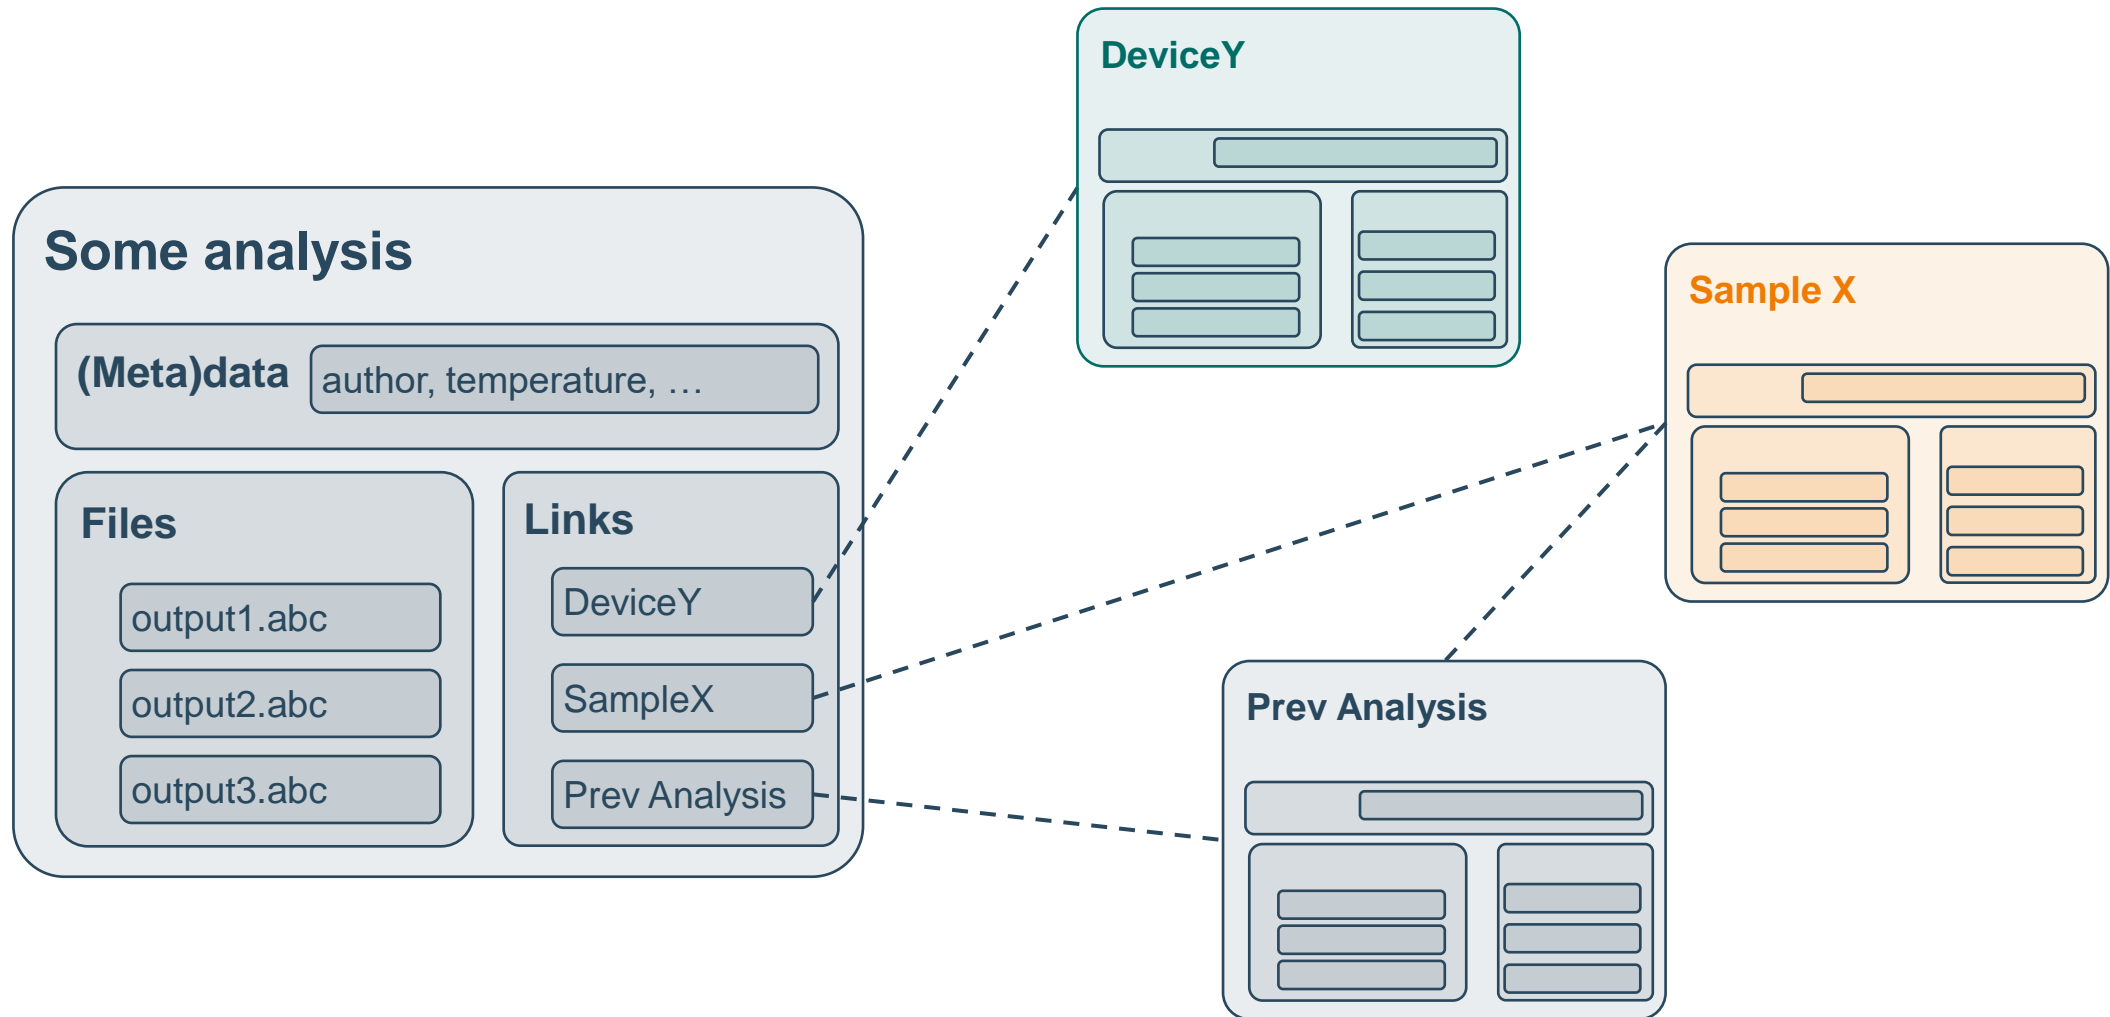 Some analysis
(Meta)data
author, temperature, …
Files
output1.abc
output2.abc
output3.abc
Links
DeviceY
SampleX
Prev Analysis
DeviceY
Sample X
Prev Analysis